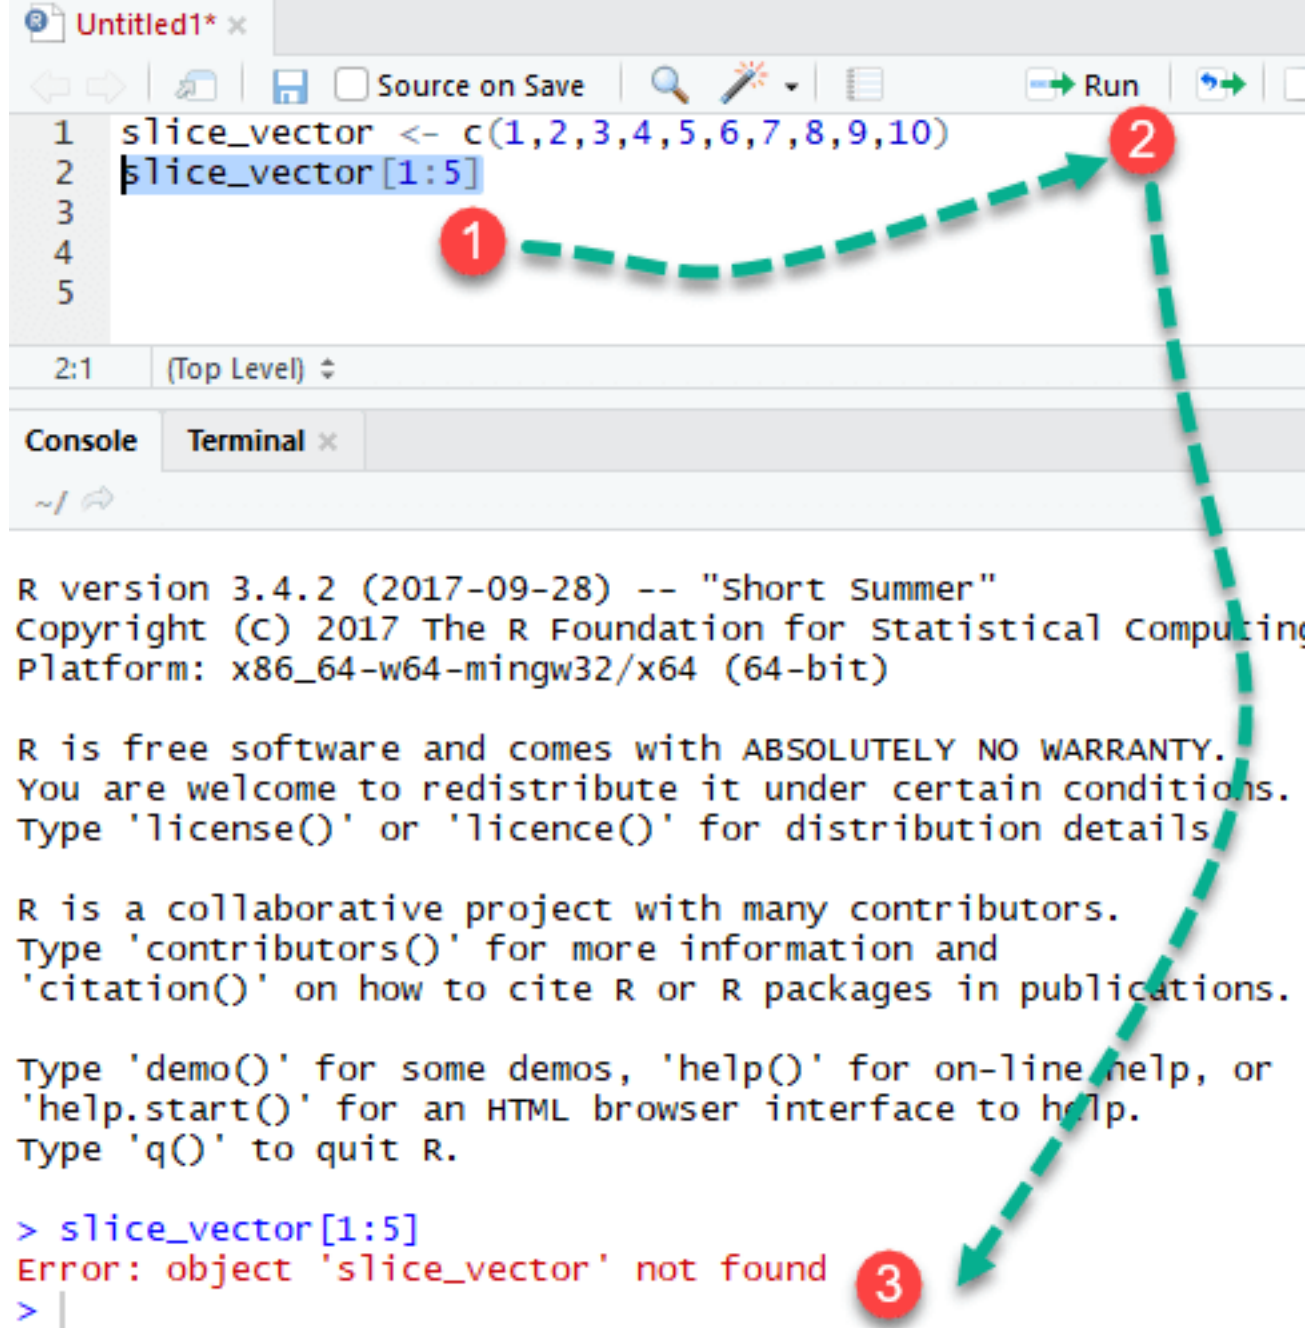 Untitled1*
Source on Save
Run
1 slice_vector <- c(1,2,3,4,5,6,7,8,9,10)
2 slice_vector[1:5]
3
4
5
1
2
2:1 (Top Level)
Console Terminal
~/
R version 3.4.2 (2017-09-28) -- "Short Summer"
Copyright (C) 2017 The R Foundation for Statistical Computing
Platform: x86_64-w64-mingw32/x64 (64-bit)
R is free software and comes with ABSOLUTELY NO WARRANTY.
You are welcome to redistribute it under certain conditions.
Type 'license()' or 'licence()' for distribution details
R is a collaborative project with many contributors.
Type 'contributors()' for more information and
'citation()' on how to cite R or R packages in publications.
Type 'demo()' for some demos, 'help()' for on-line help, or
'help.start()' for an HTML browser interface to help.
Type 'q()' to quit R.
> slice_vector[1:5]
Error: object 'slice_vector' not found
3
>